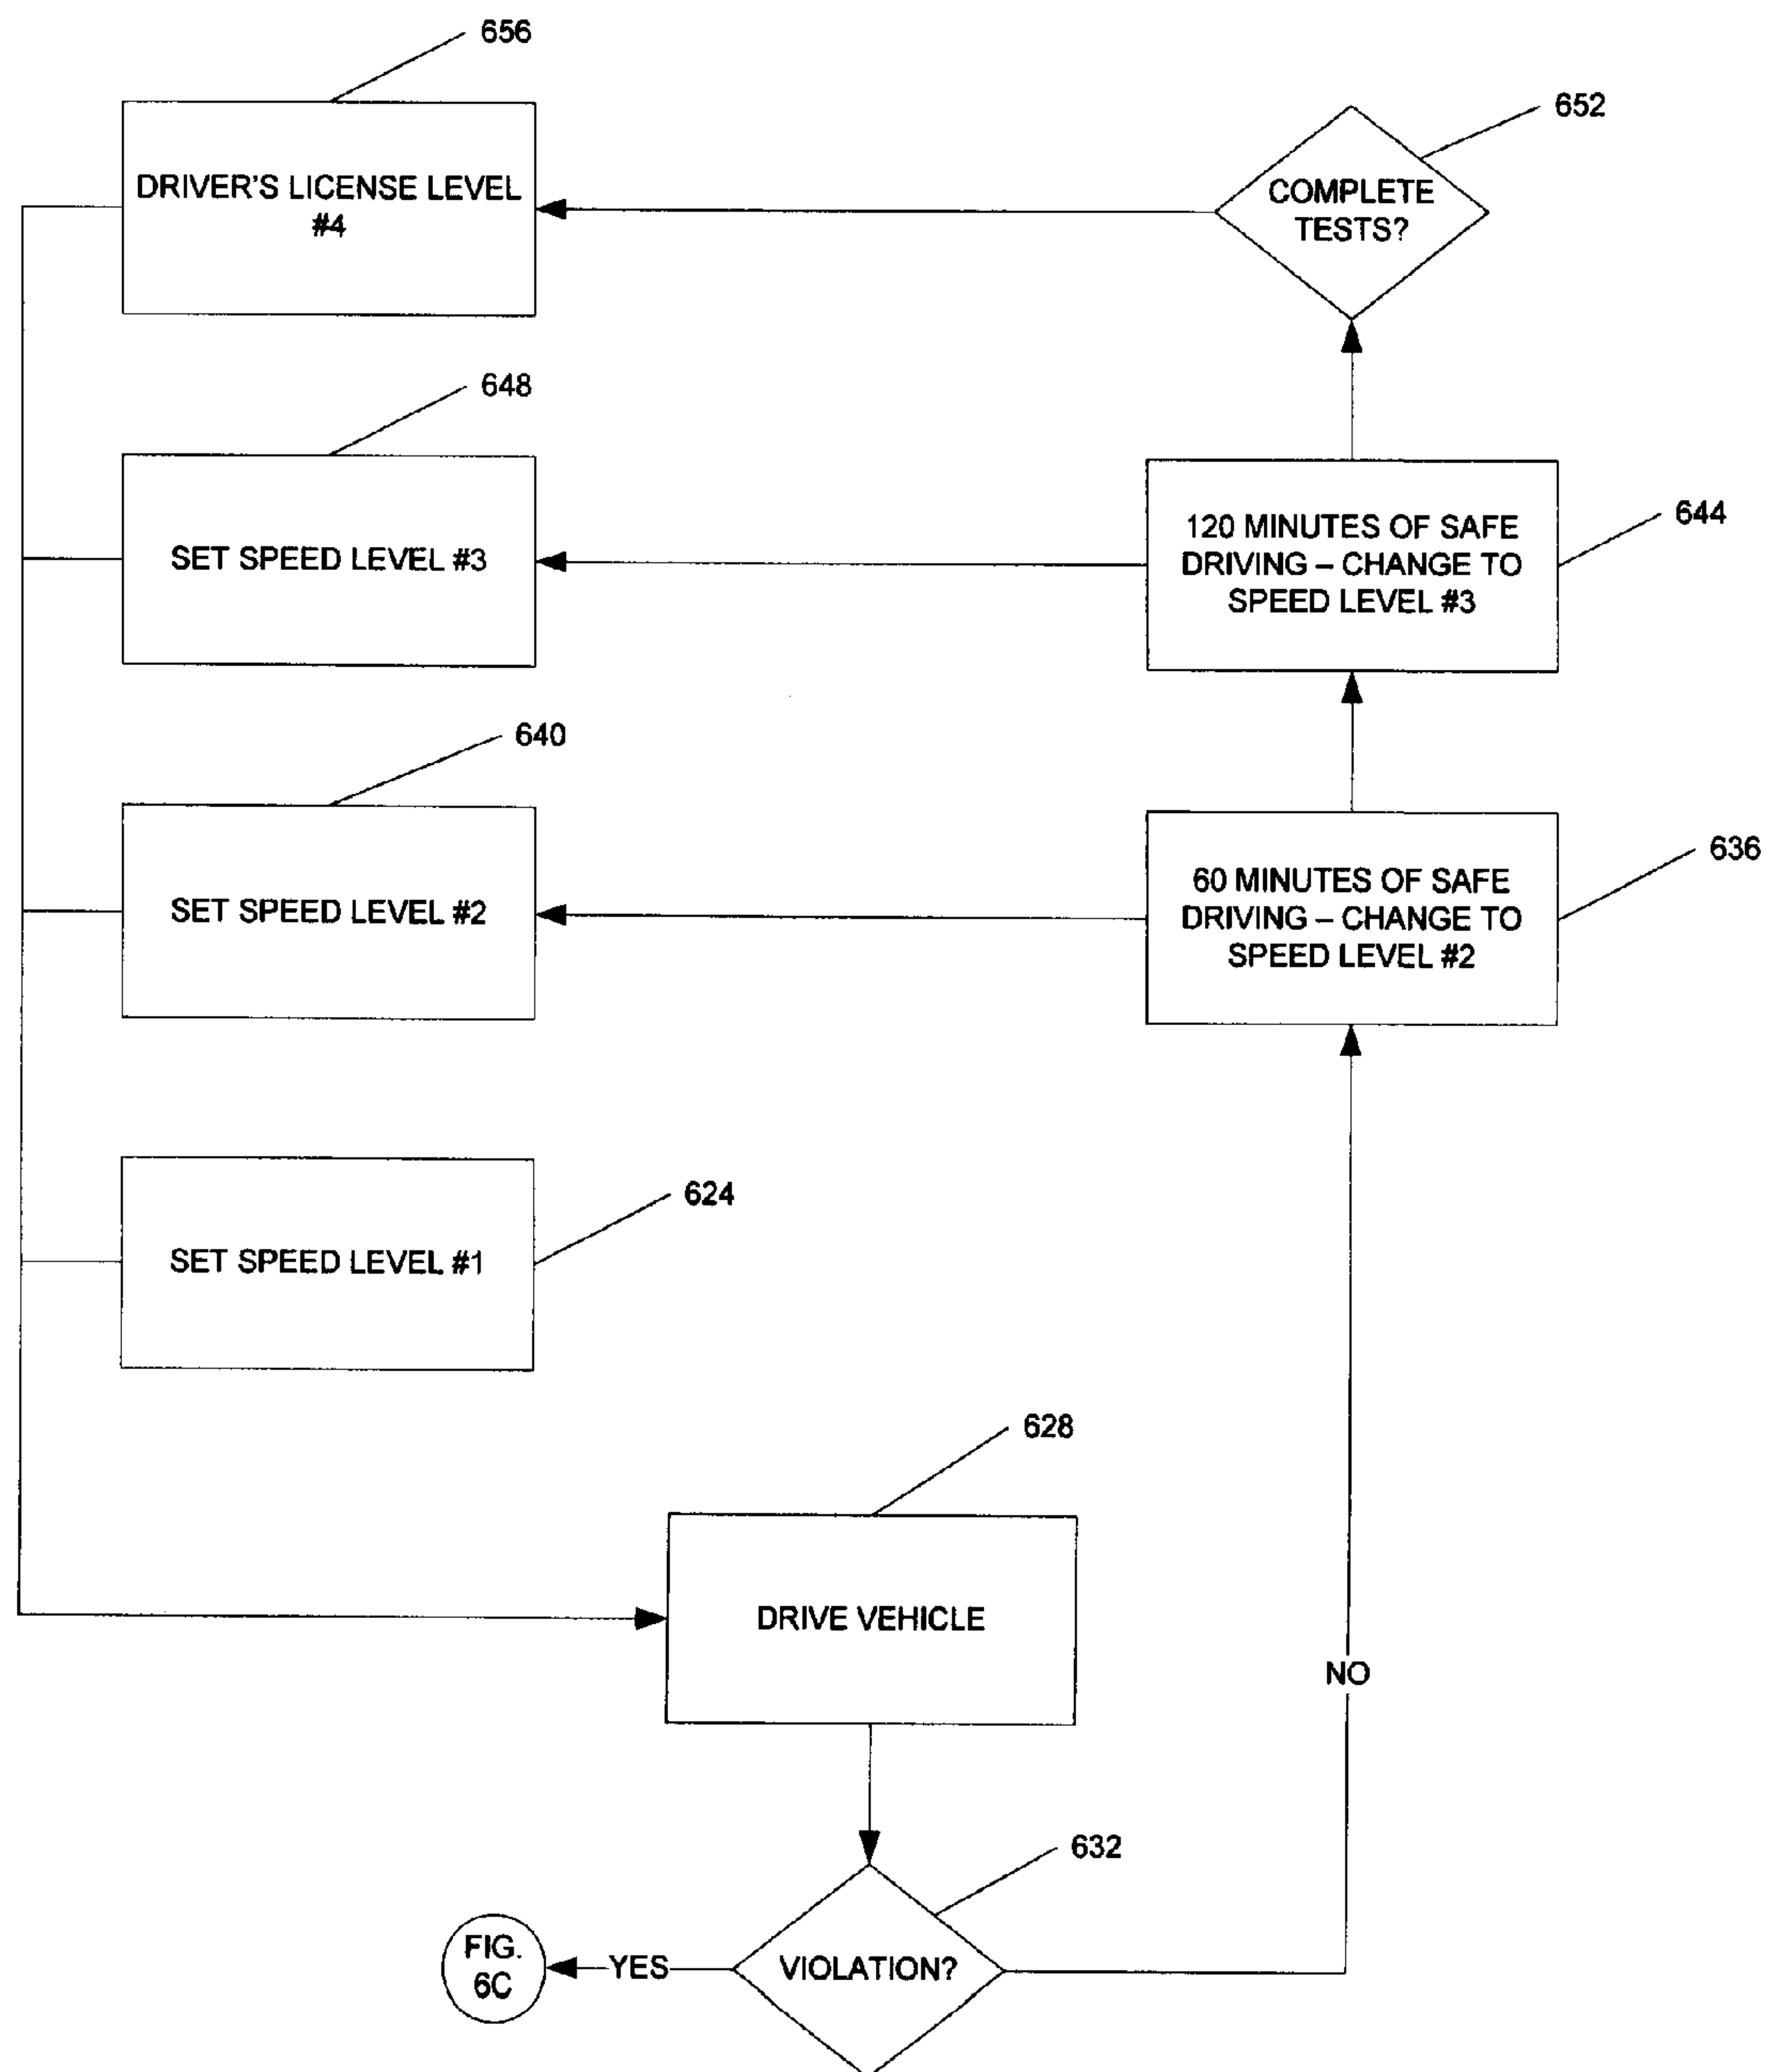 656
DRIVER'S LICENSE LEVEL
#4
652
COMPLETE
TESTS?
648
SET SPEED LEVEL #3
644
120 MINUTES OF SAFE
DRIVING – CHANGE TO
SPEED LEVEL #3
640
SET SPEED LEVEL #2
636
60 MINUTES OF SAFE
DRIVING – CHANGE TO
SPEED LEVEL #2
624
SET SPEED LEVEL #1
628
DRIVE VEHICLE
NO
632
VIOLATION?
YES
FIG.
6C